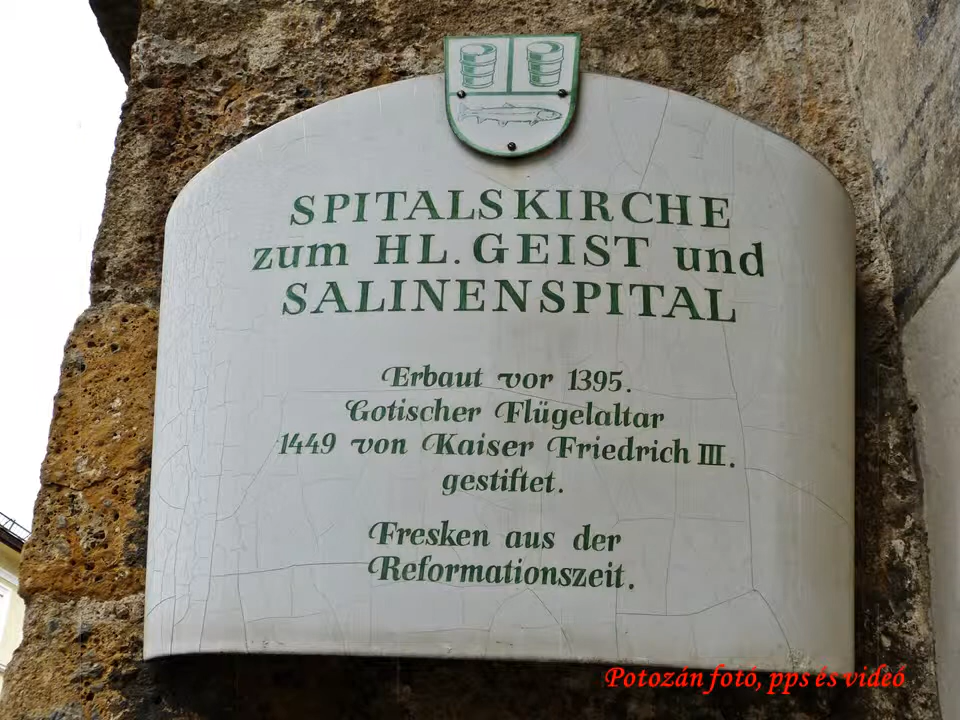 SPITALSKIRCHE
zum HL. GEIST und
SALINENSPITAL
Erbaut vor 1395.
Gotischer Flügelaltar
1449 von Kaiser Friedrich III.
gestiftet.
Fresken aus der
Reformationszeit.
Potozán fotó, pps és videó